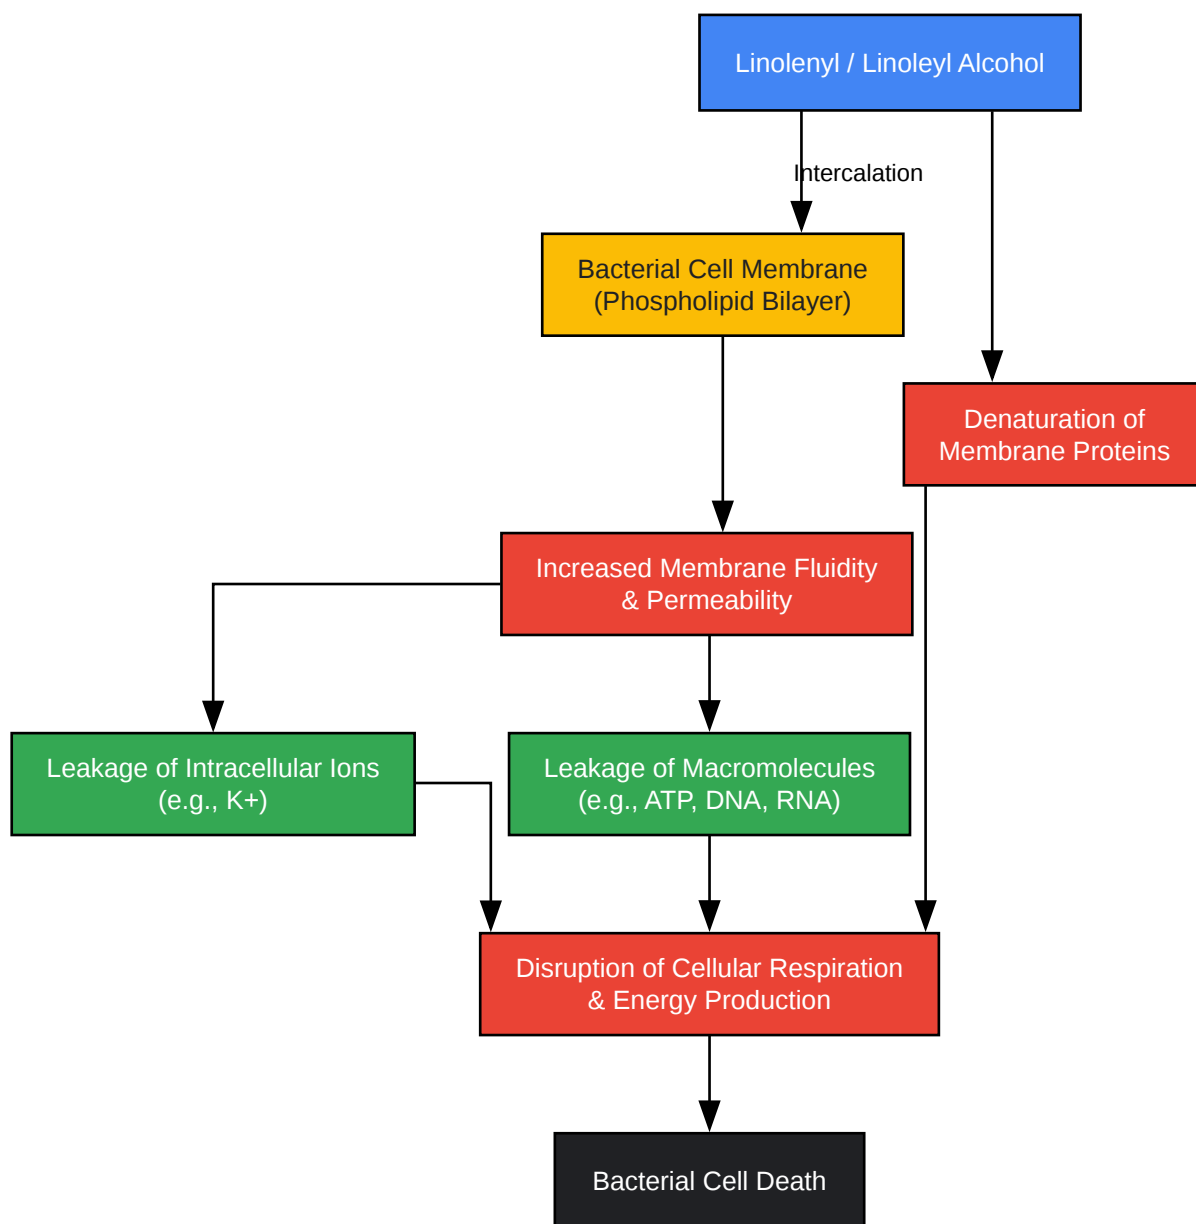 Linolenyl / Linoleyl Alcohol
Intercalation
Bacterial Cell Membrane
(Phospholipid Bilayer)
Denaturation of
Membrane Proteins
Increased Membrane Fluidity
& Permeability
Leakage of Intracellular Ions
(e.g., K+)
Leakage of Macromolecules
(e.g., ATP, DNA, RNA)
Disruption of Cellular Respiration
& Energy Production
Bacterial Cell Death